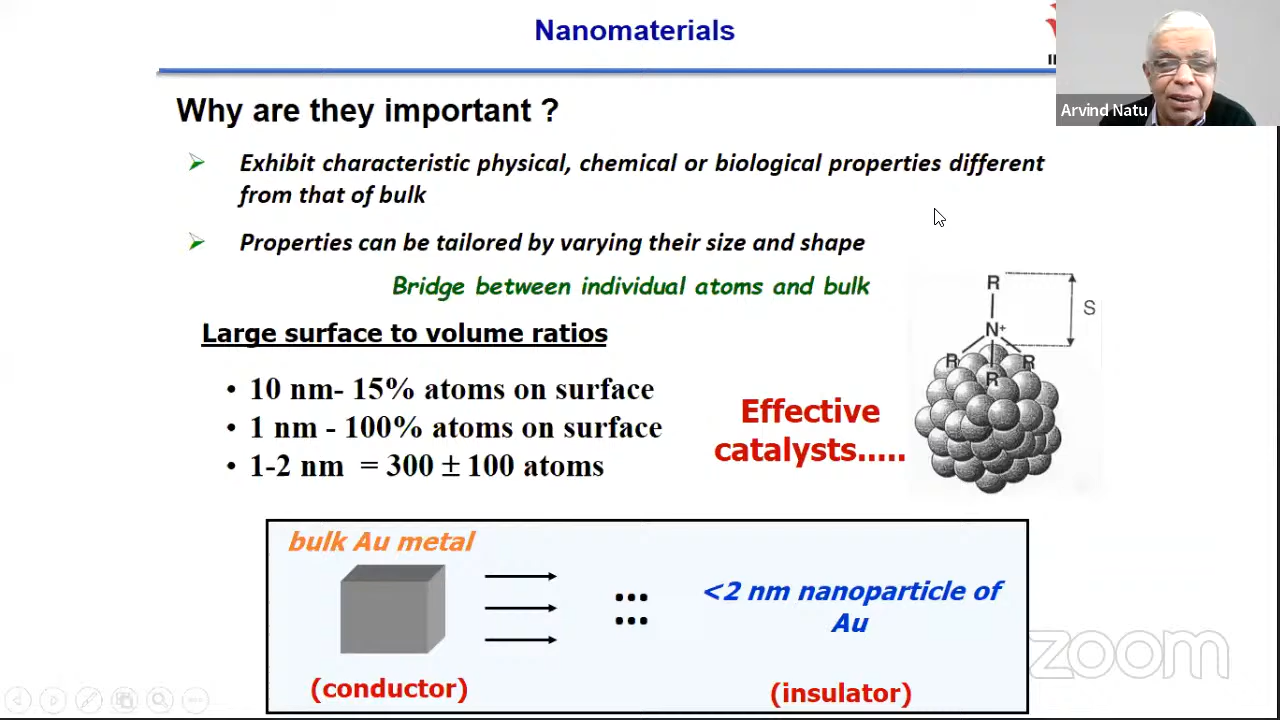 Nanomaterials
Arvind Natu
Why are they important ?
Exhibit characteristic physical, chemical or biological properties different
from that of bulk
Properties can be tailored by varying their size and shape
Bridge between individual atoms and bulk
Large surface to volume ratios
• 10 nm- 15% atoms on surface
• 1 nm - 100% atoms on surface
• 1-2 nm = 300 ± 100 atoms
Effective
catalysts.....
R
S
N+
R R
R
bulk Au metal
<2 nm nanoparticle of
Au
(conductor)
(insulator)
zoom